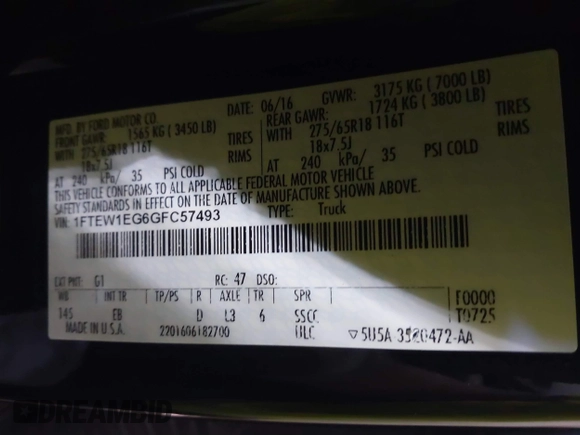 MFD. BY FORD MOTOR CO.
DATE: 06/16 GVWR: 3175 KG ( 7000 LB)
FRONT GAWR: 1565 KG ( 3450 LB) REAR GAWR: 1724 KG ( 3800 LB)
WITH 275/65R18 116T TIRES WITH 275/65R18 116T TIRES
18x7.5J RIMS 18x7.5J RIMS
AT 240 kPa/ 35 PSI COLD AT 240 kPa/ 35 PSI COLD
THIS VEHICLE CONFORMS TO ALL APPLICABLE FEDERAL MOTOR VEHICLE
SAFETY STANDARDS IN EFFECT ON THE DATE OF MANUFACTURE SHOWN ABOVE.
VIN: 1FTEW1EG6GFC57493 TYPE: Truck
EXT PNT: G1 RC: 47 DSO:
WB INT TR TP/PS R AXLE TR SPR F0000
145 EB D L3 6 T0725
MADE IN U.S.A. 2201606182700 ULC ▽5U5A 3520472-AA
DREAMBID